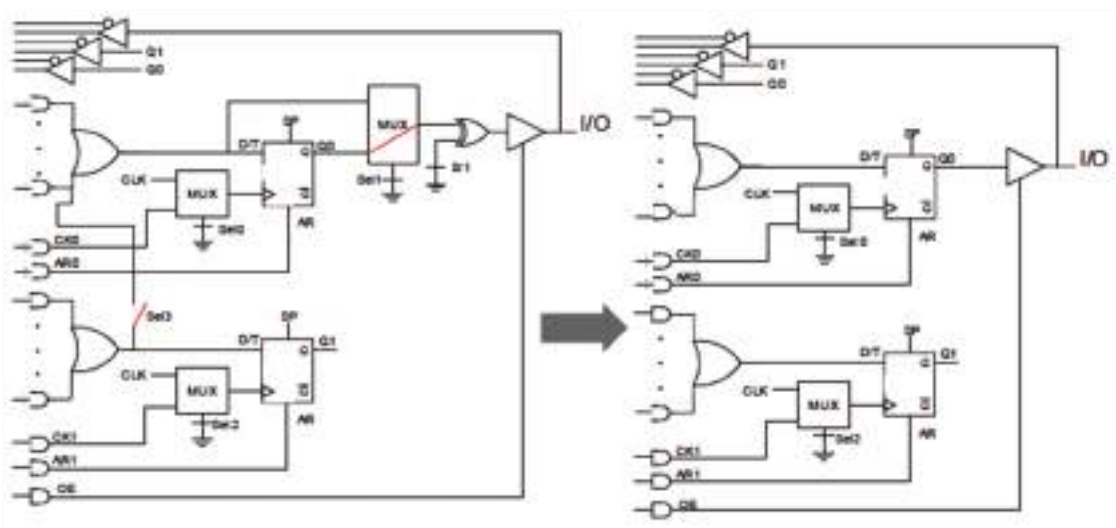 Q1
Q0
MUX
I/O
D/T
SP
Q
Q0
Sel1
S/1
CLK
MUX
Q
AR
CK0
Sel0
AR0
Sel3
SP
D/T
Q
Q1
CLK
MUX
Q
AR
CK1
Sel2
AR1
OE
Q1
Q0
SP
I/O
D/T
Q
Q0
CLK
MUX
Q
AR
CK0
Sel0
AR0
SP
D/T
Q
Q1
CLK
MUX
Q
AR
CK1
Sel2
AR1
OE